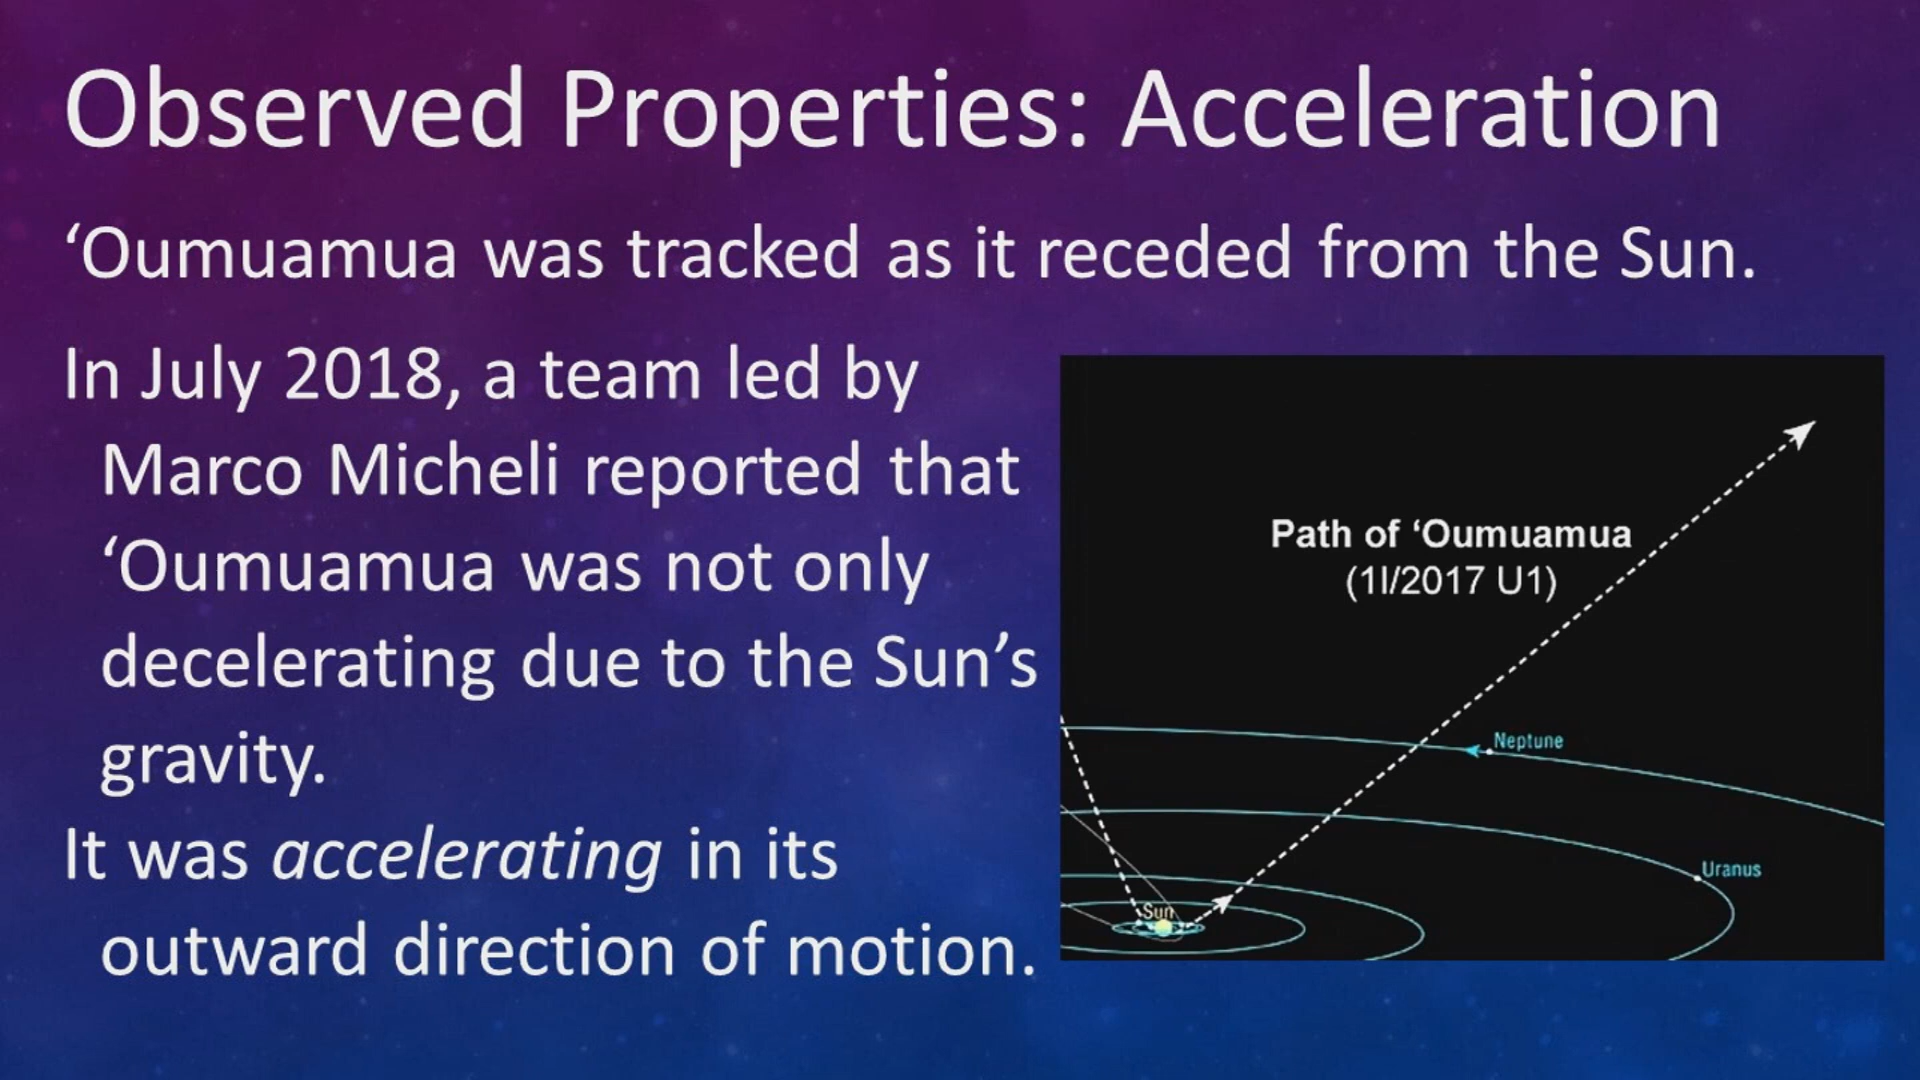 Observed Properties: Acceleration
‘Oumuamua was tracked as it receded from the Sun.
In July 2018, a team led by
Marco Micheli reported that
‘Oumuamua was not only
decelerating due to the Sun’s
gravity.
It was accelerating in its
outward direction of motion.
Path of ‘Oumuamua
(1I/2017 U1)
Neptune
Uranus
Sun